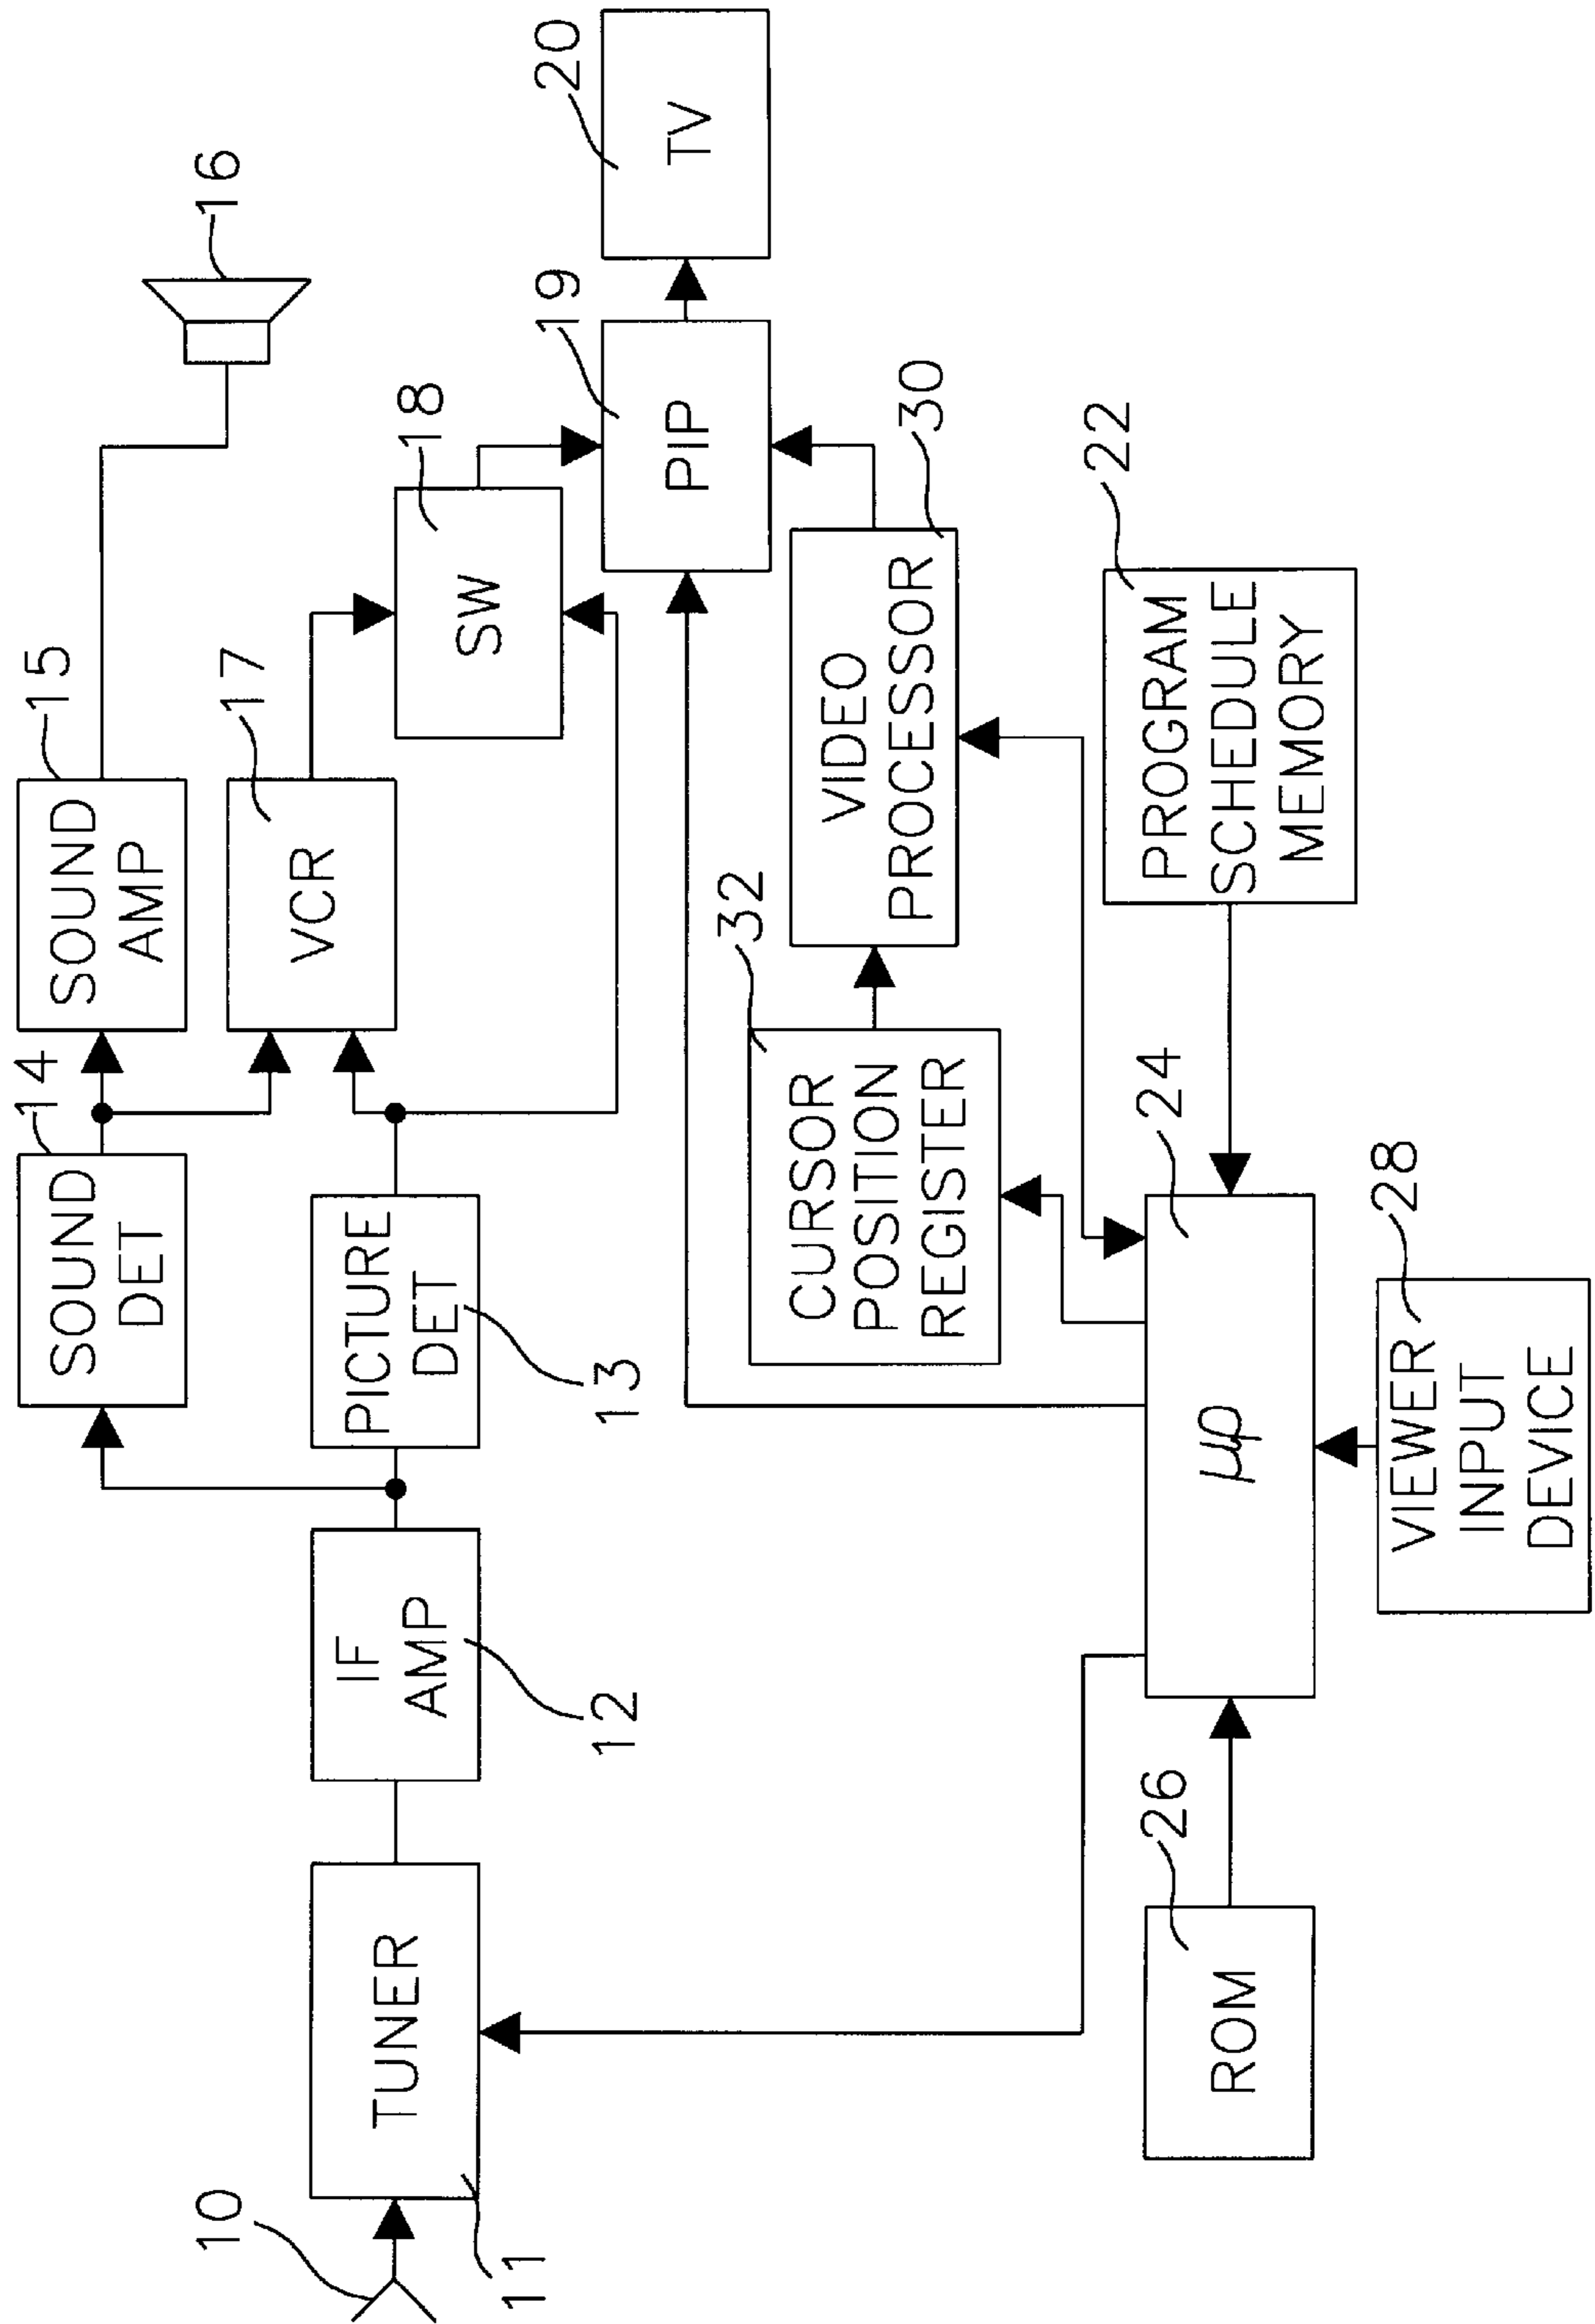 16
15
SOUND
AMP
14
SOUND
DET
17
VCR
18
SW
20
TV
19
PIP
PICTURE
DET
13
IF
AMP
12
TUNER
10
11
30
VIDEO
PROCESSOR
32
CURSOR
POSITION
REGISTER
22
PROGRAM
SCHEDULE
MEMORY
24
μp
26
ROM
28
VIEWER
INPUT
DEVICE